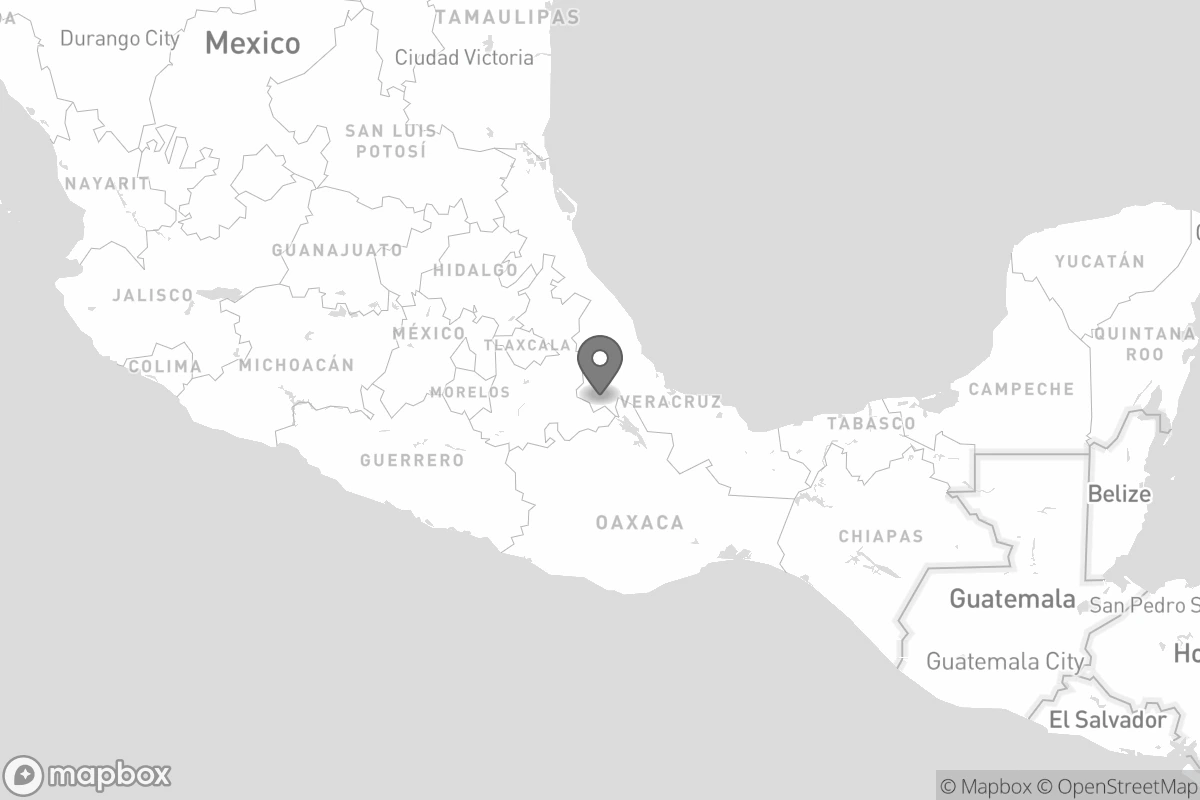 TAMAULIPAS
Durango City
Mexico
Ciudad Victoria
SAN LUIS
POTOSÍ
NAYARIT
GUANAJUATO
HIDALGO
YUCATÁN
JALISCO
MÉXICO
TLAXCALA
QUINTANA
ROO
COLIMA
MICHOACÁN
MORELOS
VERACRUZ
CAMPECHE
TABASCO
GUERRERO
Belize
OAXACA
CHIAPAS
Guatemala
San Pedro S
Ho
Guatemala City
El Salvador
mapbox
© Mapbox © OpenStreetMap